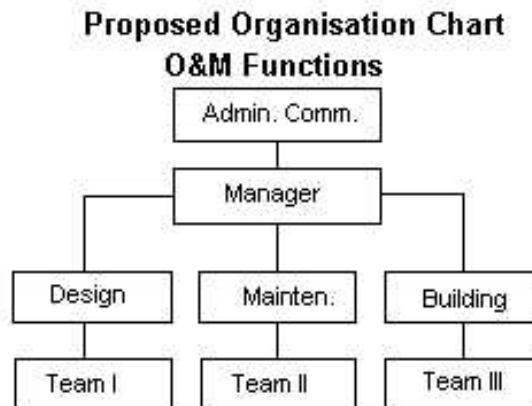 Proposed Organisation Chart
O&M Functions
Admin. Comm.
Manager
Design
Mainten.
Building
Team I
Team II
Team III